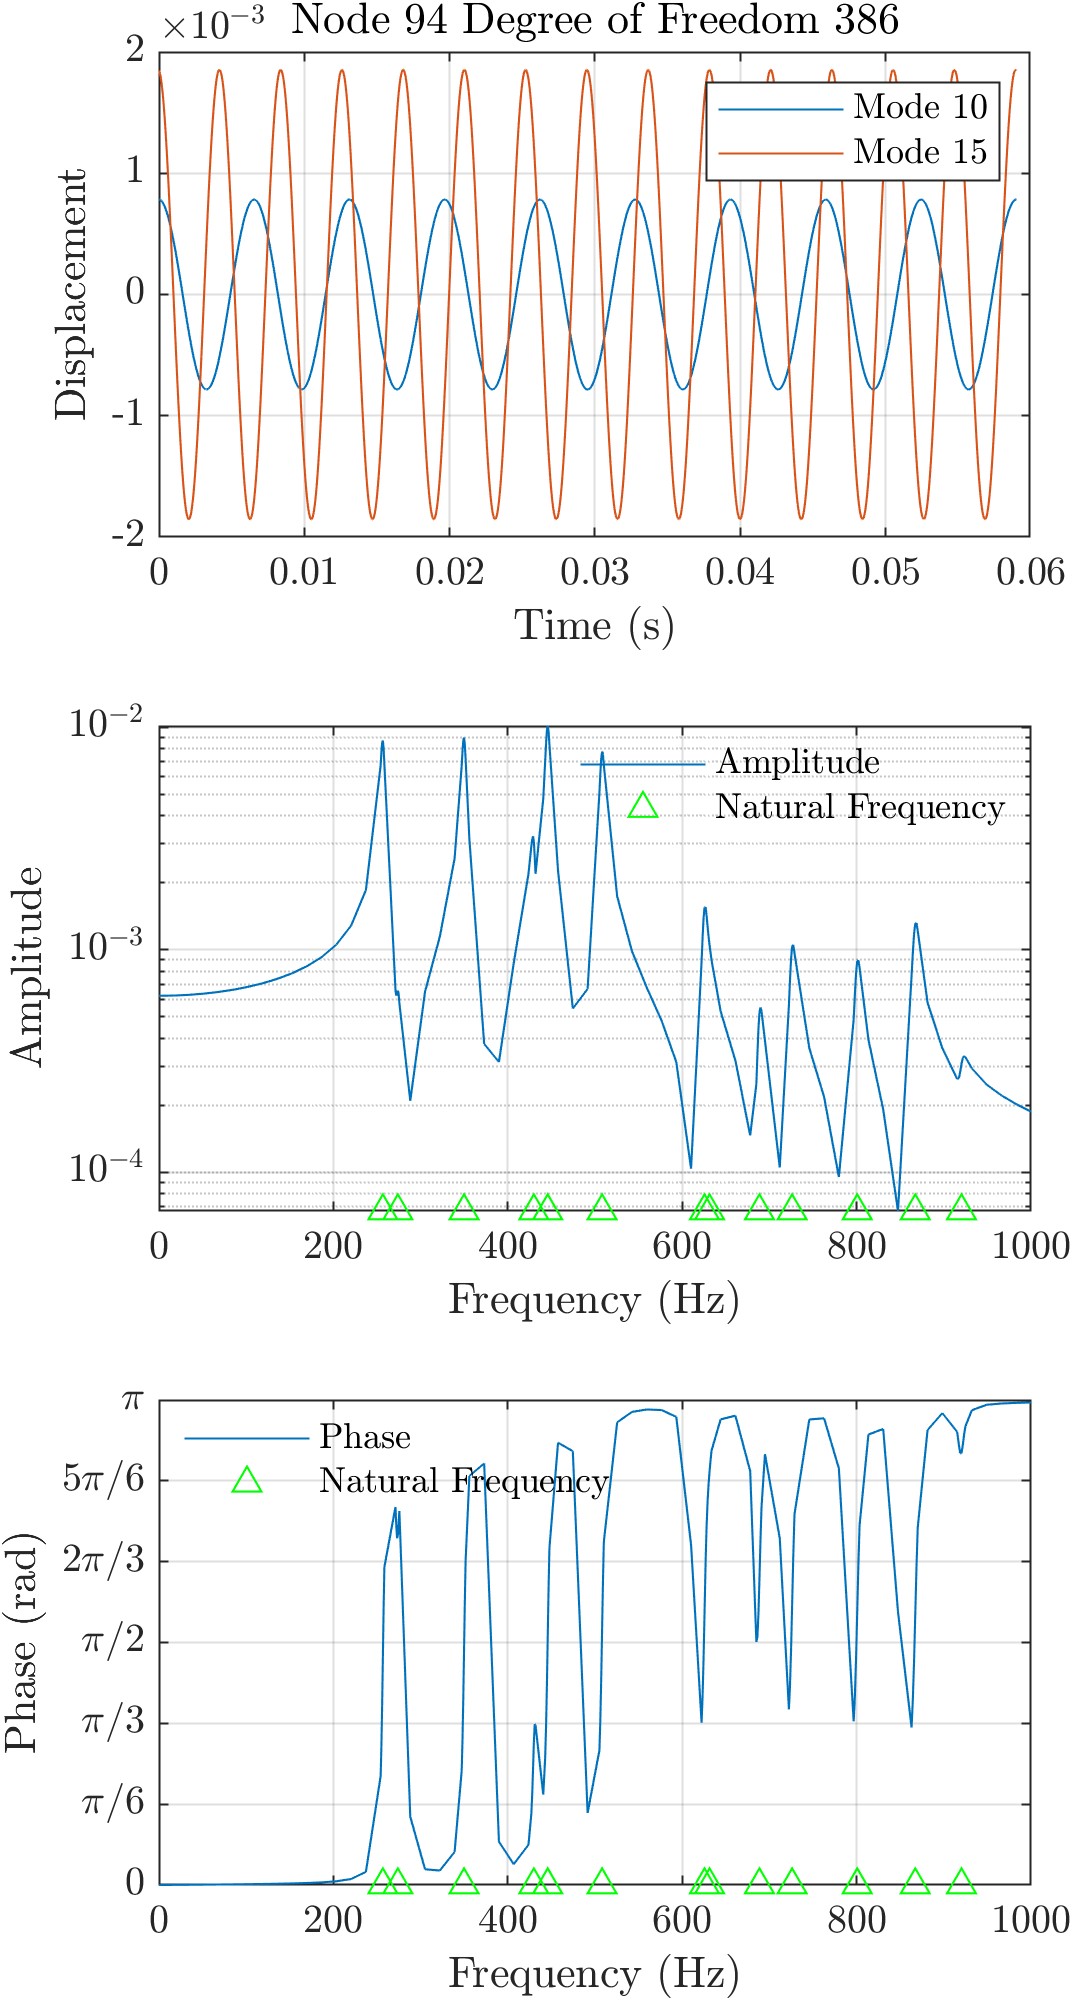 ×10⁻³ Node 94 Degree of Freedom 386
2
1
0
-1
-2
Displacement
Mode 10
Mode 15
0 0.01 0.02 0.03 0.04 0.05 0.06
Time (s)
10⁻²
10⁻³
10⁻⁴
Amplitude
Amplitude
Natural Frequency
0 200 400 600 800 1000
Frequency (Hz)
π
5π/6
2π/3
π/2
π/3
π/6
0
Phase (rad)
Phase
Natural Frequency
0 200 400 600 800 1000
Frequency (Hz)